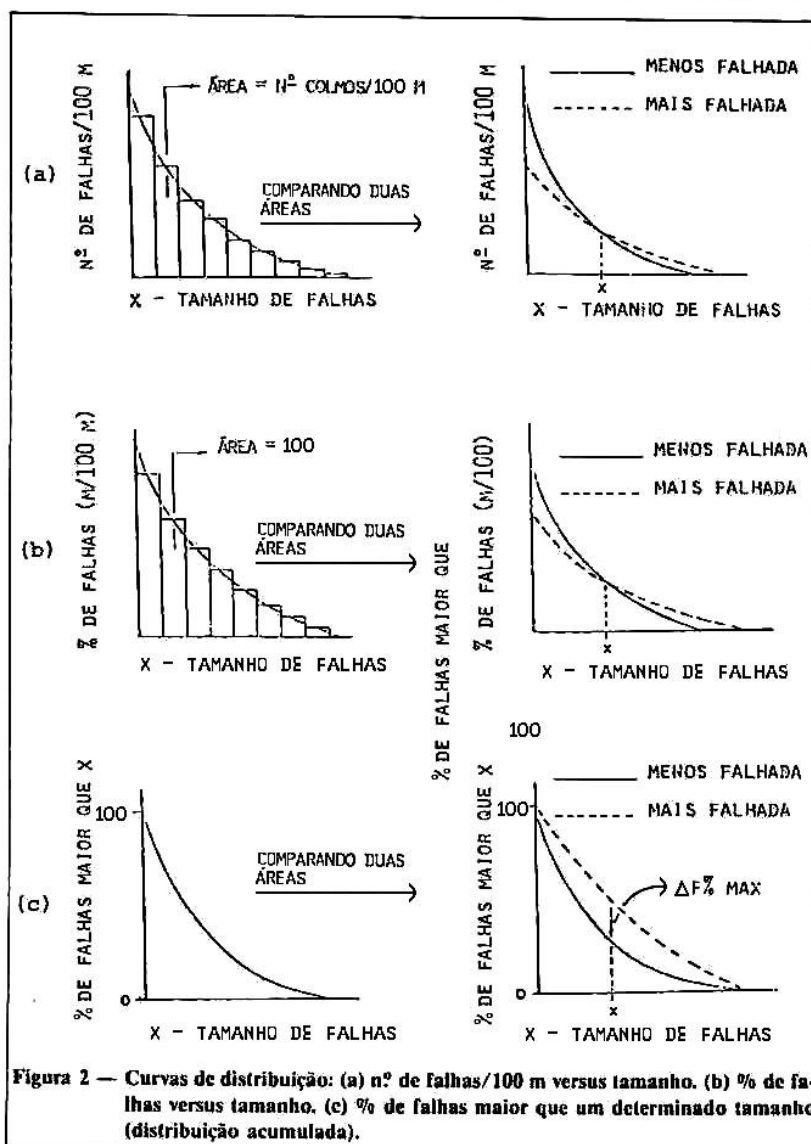 (a)
Nº DE FALHAS/100 M
ÁREA = Nº COLMOS/100 M
COMPARANDO DUAS
ÁREAS
X - TAMANHO DE FALHAS
Nº DE FALHAS/100 M
MENOS FALHADA
MAIS FALHADA
x
X - TAMANHO DE FALHAS
(b)
% DE FALHAS (M/100 M)
ÁREA = 100
COMPARANDO DUAS
ÁREAS
X - TAMANHO DE FALHAS
% DE FALHAS MAIOR QUE
% DE FALHAS (M/100)
MENOS FALHADA
MAIS FALHADA
x
X - TAMANHO DE FALHAS
(c)
% DE FALHAS MAIOR QUE X
100
0
COMPARANDO DUAS
ÁREAS
X - TAMANHO DE FALHAS
100
% DE FALHAS MAIOR QUE X
100
0
MENOS FALHADA
MAIS FALHADA
ΔF% MAX
x
X - TAMANHO DE FALHAS
Figura 2 — Curvas de distribuição: (a) n.º de falhas/100 m versus tamanho. (b) % de fa-
lhas versus tamanho. (c) % de falhas maior que um determinado tamanho
(distribuição acumulada).